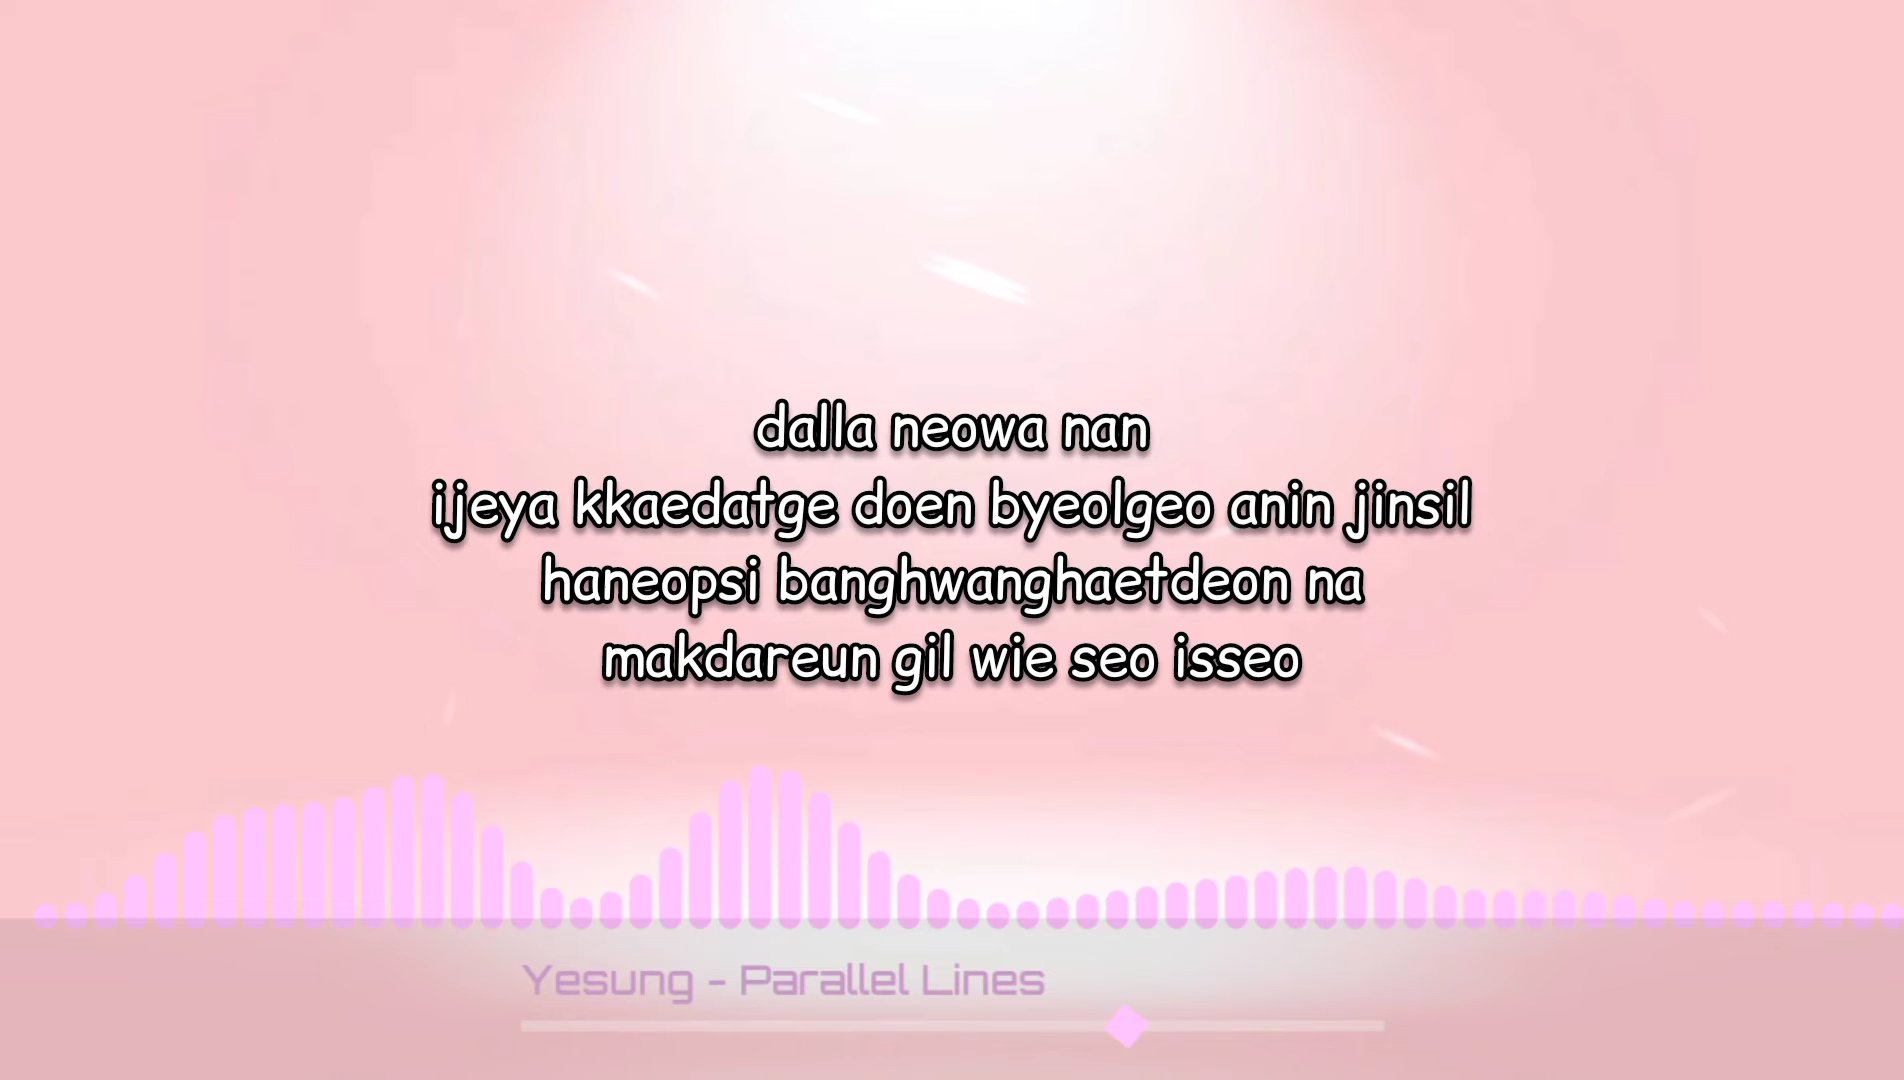 dalla neowa nan
ijeya kkaedatge doen byeolgeo anin jinsil
haneopsi banghwanghaetdeon na
makdareun gil wie seo isseo
Yesung - Parallel Lines